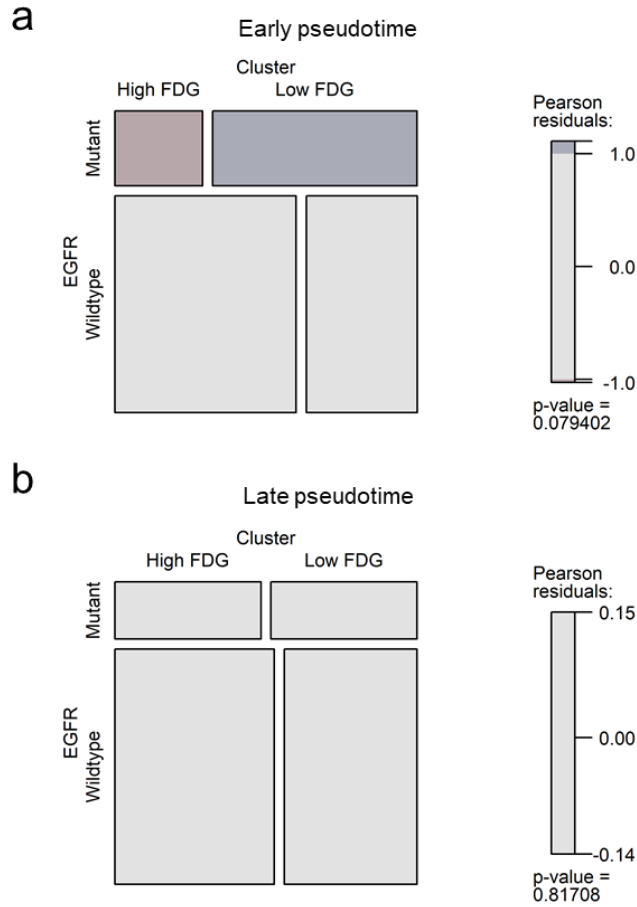 a
Early pseudotime
Cluster
High FDG Low FDG
EGFR
Mutant
Wildtype
Pearson
residuals:
1.0
0.0
-1.0
p-value =
0.079402
b
Late pseudotime
Cluster
High FDG Low FDG
EGFR
Mutant
Wildtype
Pearson
residuals:
0.15
0.00
-0.14
p-value =
0.81708